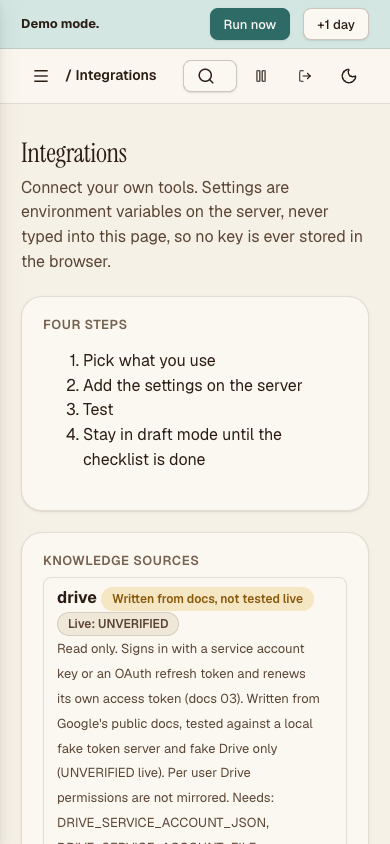 Demo mode.
Run now
+1 day
/ Integrations
Integrations
Connect your own tools. Settings are
environment variables on the server, never
typed into this page, so no key is ever stored in
the browser.
FOUR STEPS
1. Pick what you use
2. Add the settings on the server
3. Test
4. Stay in draft mode until the
checklist is done
KNOWLEDGE SOURCES
drive Written from docs, not tested live
Live: UNVERIFIED
Read only. Signs in with a service account
key or an OAuth refresh token and renews
its own access token (docs 03). Written from
Google's public docs, tested against a local
fake token server and fake Drive only
(UNVERIFIED live). Per user Drive
permissions are not mirrored. Needs:
DRIVE_SERVICE_ACCOUNT_JSON,